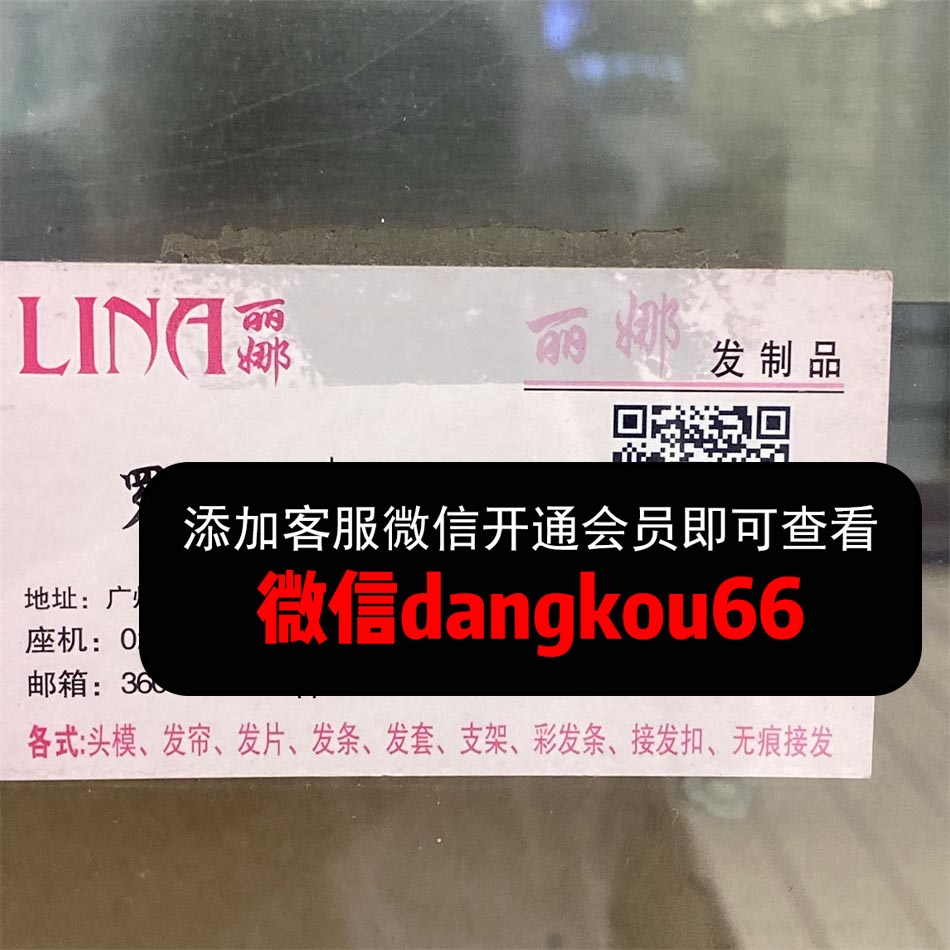 LINA丽娜
丽娜 发制品
添加客服微信开通会员即可查看
微信dangkou66
地址：广
座机：0
邮箱：36
各式:头模、发帘、发片、发条、发套、支架、彩发条、接发扣、无痕接发